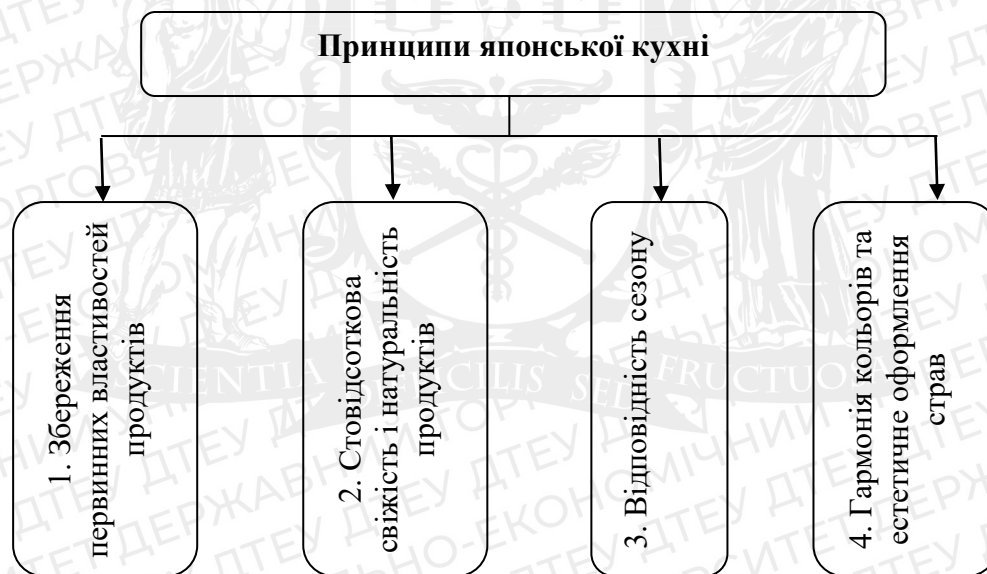 Принципи японської кухні
1. Збереження
первинних властивостей
продуктів
2. Стовідсоткова
свіжість і натуральність
продуктів
3. Відповідність сезону
4. Гармонія кольорів та
естетичне оформлення
страв